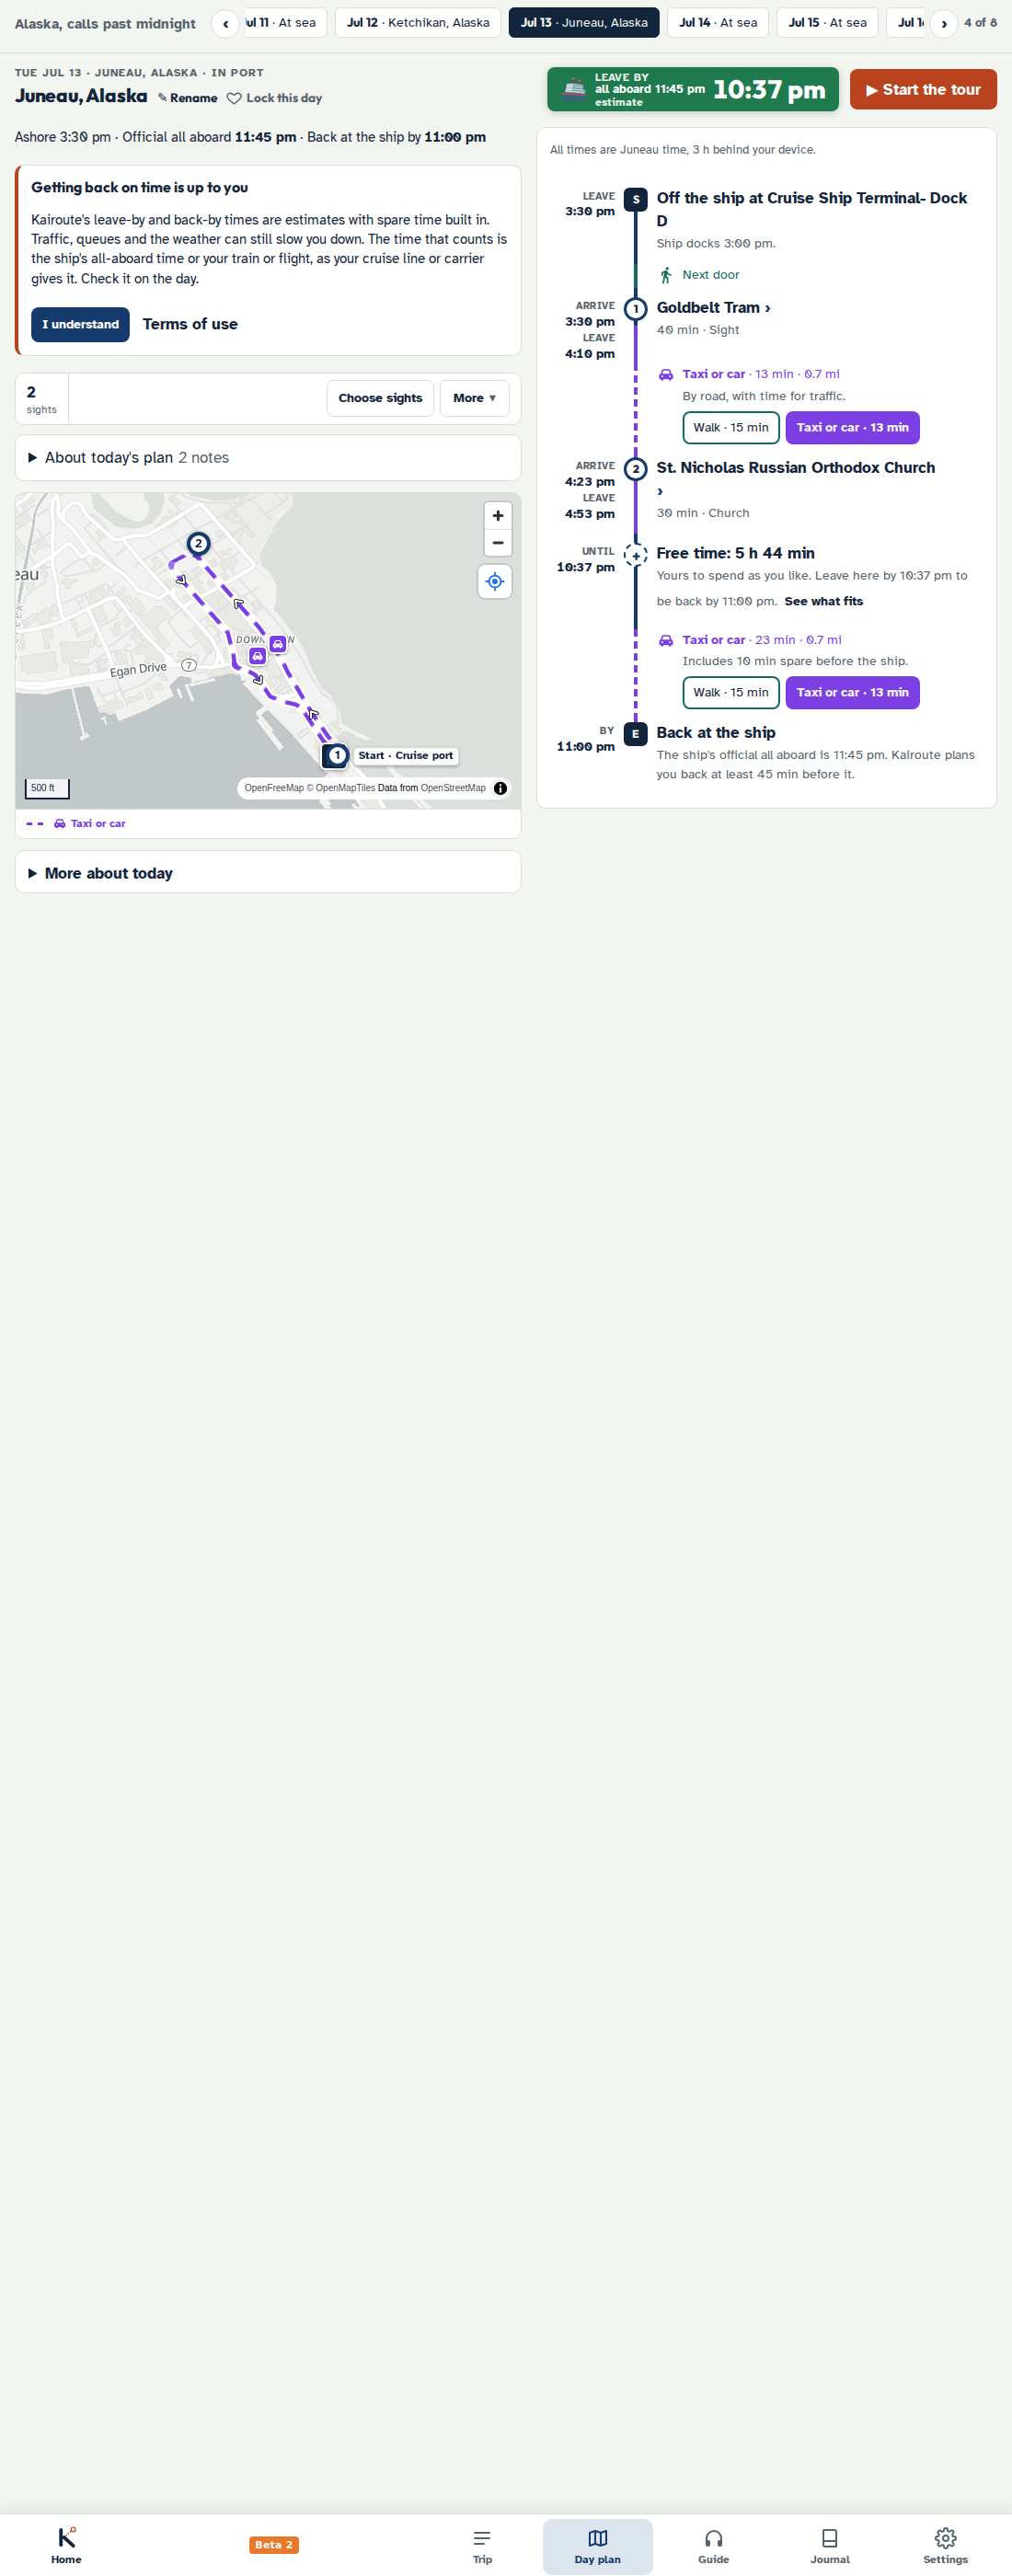 Alaska, calls past midnight
‹
ul 11 · At sea
Jul 12 · Ketchikan, Alaska
Jul 13 · Juneau, Alaska
Jul 14 · At sea
Jul 15 · At sea
Jul 16
›
4 of 8
TUE JUL 13 · JUNEAU, ALASKA · IN PORT
Juneau, Alaska ✎ Rename Lock this day
LEAVE BY
all aboard 11:45 pm
estimate
10:37 pm
▶ Start the tour
Ashore 3:30 pm · Official all aboard 11:45 pm · Back at the ship by 11:00 pm
Getting back on time is up to you
Kairoute's leave-by and back-by times are estimates with spare time built in.
Traffic, queues and the weather can still slow you down. The time that counts is
the ship's all-aboard time or your train or flight, as your cruise line or carrier
gives it. Check it on the day.
I understand
Terms of use
2
sights
Choose sights
More ▼
▶ About today's plan 2 notes
+
−
2
eau
DOWN
N
Egan Drive
7
1
Start · Cruise port
500 ft
OpenFreeMap © OpenMapTiles Data from OpenStreetMap
Taxi or car
▶ More about today
All times are Juneau time, 3 h behind your device.
LEAVE
3:30 pm
S
Off the ship at Cruise Ship Terminal- Dock
D
Ship docks 3:00 pm.
Next door
ARRIVE
3:30 pm
LEAVE
4:10 pm
1
Goldbelt Tram ›
40 min · Sight
Taxi or car · 13 min · 0.7 mi
By road, with time for traffic.
Walk · 15 min
Taxi or car · 13 min
ARRIVE
4:23 pm
LEAVE
4:53 pm
2
St. Nicholas Russian Orthodox Church
›
30 min · Church
UNTIL
10:37 pm
+
Free time: 5 h 44 min
Yours to spend as you like. Leave here by 10:37 pm to
be back by 11:00 pm. See what fits
Taxi or car · 23 min · 0.7 mi
Includes 10 min spare before the ship.
Walk · 15 min
Taxi or car · 13 min
BY
11:00 pm
E
Back at the ship
The ship's official all aboard is 11:45 pm. Kairoute plans
you back at least 45 min before it.
Home
Beta 2
Trip
Day plan
Guide
Journal
Settings